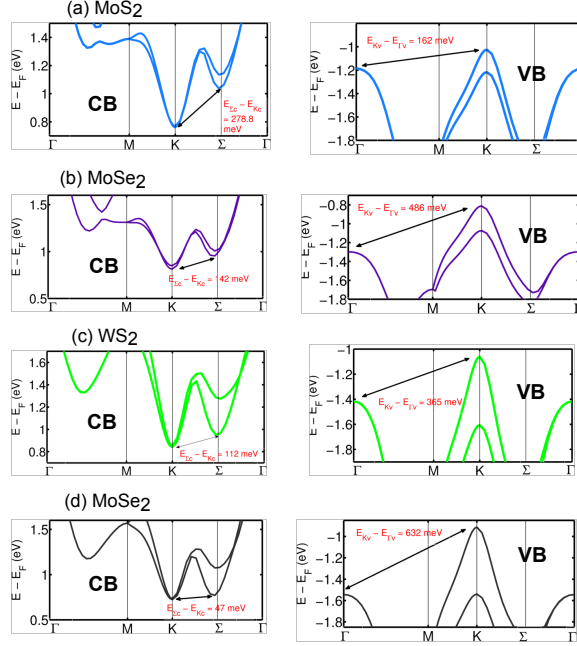 (a) MoS2
E − E_F (eV)
1.4
1.2
1
0.8
CB
E_Σc − E_Kc
= 278.8
meV
Γ M K Σ Γ
E − E_F (eV)
−1
−1.2
−1.4
−1.6
−1.8
E_Kv − E_Γv = 162 meV
VB
Γ M K Σ Γ
(b) MoSe2
E − E_F (eV)
1.5
1
0.5
CB
E_Σc − E_Kc = 142 meV
Γ M K Σ Γ
E − E_F (eV)
−0.8
−1
−1.2
−1.4
−1.6
−1.8
E_Kv − E_Γv = 486 meV
VB
Γ M K Σ Γ
(c) WS2
E − E_F (eV)
1.6
1.4
1.2
1
0.8
CB
E_Σc − E_Kc = 112 meV
Γ M K Σ Γ
E − E_F (eV)
−1
−1.2
−1.4
−1.6
−1.8
E_Kv − E_Γv = 365 meV
VB
Γ M K Σ Γ
(d) MoSe2
E − E_F (eV)
1.5
1
0.5
CB
E_Σc − E_Kc = 47 meV
Γ M K Σ Γ
E − E_F (eV)
−1
−1.2
−1.4
−1.6
−1.8
E_Kv − E_Γv = 632 meV
VB
Γ M K Σ Γ